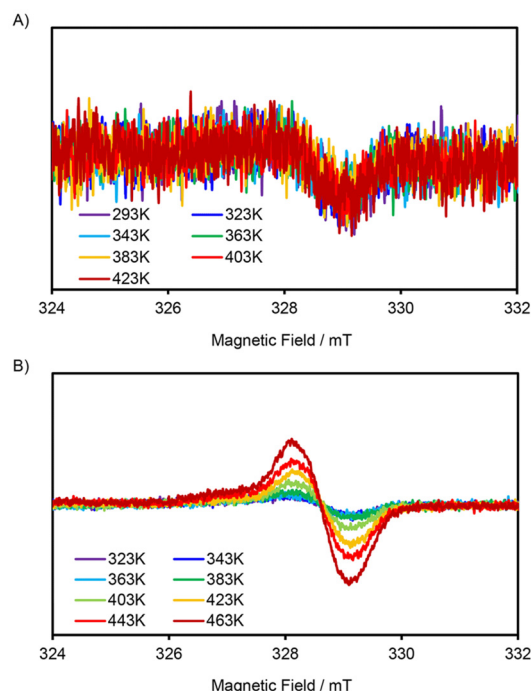 A)
293K 323K
343K 363K
383K 403K
423K
324 326 328 330 332
Magnetic Field / mT
B)
323K 343K
363K 383K
403K 423K
443K 463K
324 326 328 330 332
Magnetic Field / mT